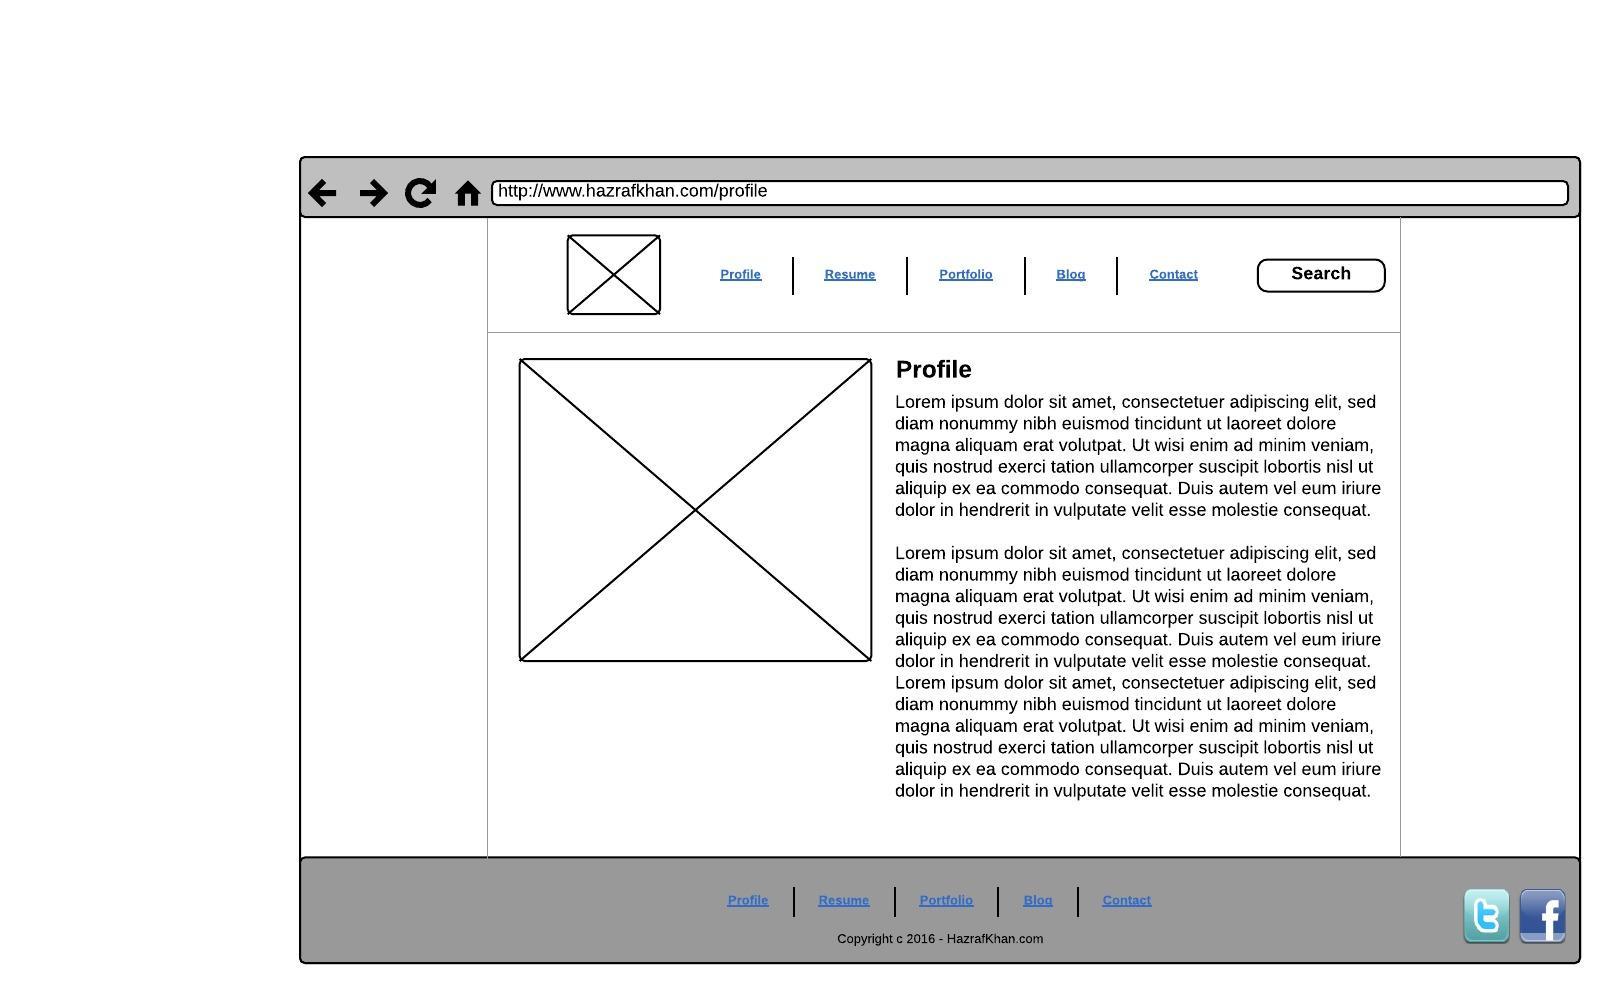 http://www.hazrafkhan.com/profile
Profile
Resume
Portfolio
Blog
Contact
Search
Profile
Lorem ipsum dolor sit amet, consectetuer adipiscing elit, sed
diam nonummy nibh euismod tincidunt ut laoreet dolore
magna aliquam erat volutpat. Ut wisi enim ad minim veniam,
quis nostrud exerci tation ullamcorper suscipit lobortis nisl ut
aliquip ex ea commodo consequat. Duis autem vel eum iriure
dolor in hendrerit in vulputate velit esse molestie consequat.
Lorem ipsum dolor sit amet, consectetuer adipiscing elit, sed
diam nonummy nibh euismod tincidunt ut laoreet dolore
magna aliquam erat volutpat. Ut wisi enim ad minim veniam,
quis nostrud exerci tation ullamcorper suscipit lobortis nisl ut
aliquip ex ea commodo consequat. Duis autem vel eum iriure
dolor in hendrerit in vulputate velit esse molestie consequat.
Lorem ipsum dolor sit amet, consectetuer adipiscing elit, sed
diam nonummy nibh euismod tincidunt ut laoreet dolore
magna aliquam erat volutpat. Ut wisi enim ad minim veniam,
quis nostrud exerci tation ullamcorper suscipit lobortis nisl ut
aliquip ex ea commodo consequat. Duis autem vel eum iriure
dolor in hendrerit in vulputate velit esse molestie consequat.
Profile
Resume
Portfolio
Blog
Contact
Copyright c 2016 - HazrafKhan.com
t
f